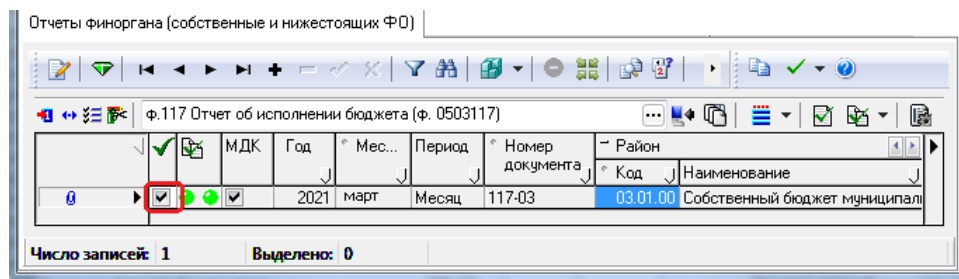 Отчеты финоргана (собственные и нижестоящих ФО)
ф.117 Отчет об исполнении бюджета (ф. 0503117)
МДК Год Мес... Период Номер документа Район
Код Наименование
2021 март Месяц 117-03 03.01.00 Собственный бюджет муниципал
Число записей: 1 Выделено: 0